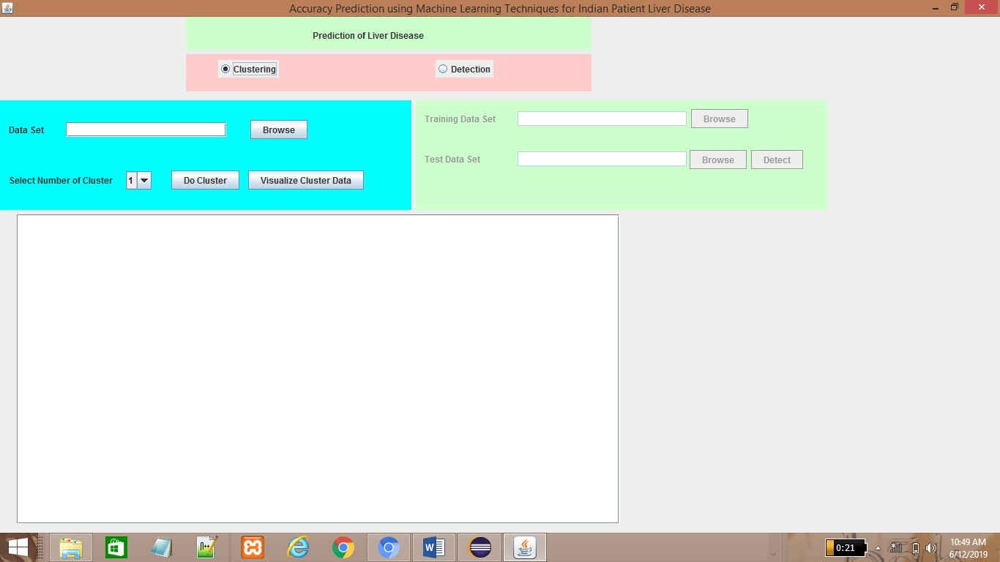 Accuracy Prediction using Machine Learning Techniques for Indian Patient Liver Disease
Prediction of Liver Disease
Clustering Detection
Data Set Browse
Select Number of Cluster 1 Do Cluster Visualize Cluster Data
Training Data Set Browse
Test Data Set Browse Detect
n++
W
0:21
10:49 AM
6/12/2019